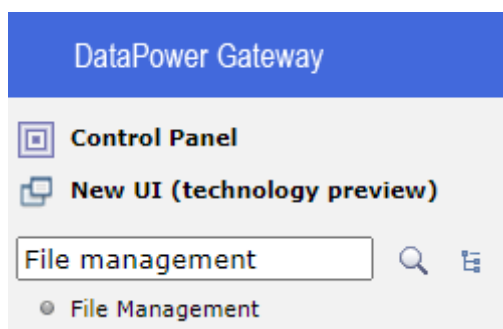 DataPower Gateway
Control Panel
New UI (technology preview)
File management
File Management